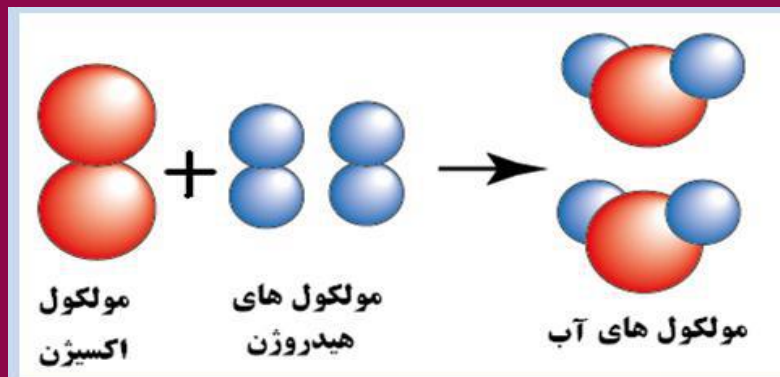 مولکول
اکسیژن
مولکول های
هیدروژن
مولکول های آب